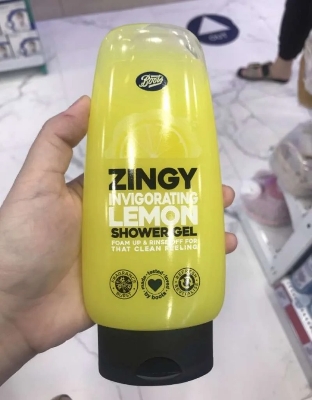 Boots
ZINGY
INVIGORATING
LEMON
SHOWER GEL
FOAM UP & RINSE OFF FOR
THAT CLEAN FEELING